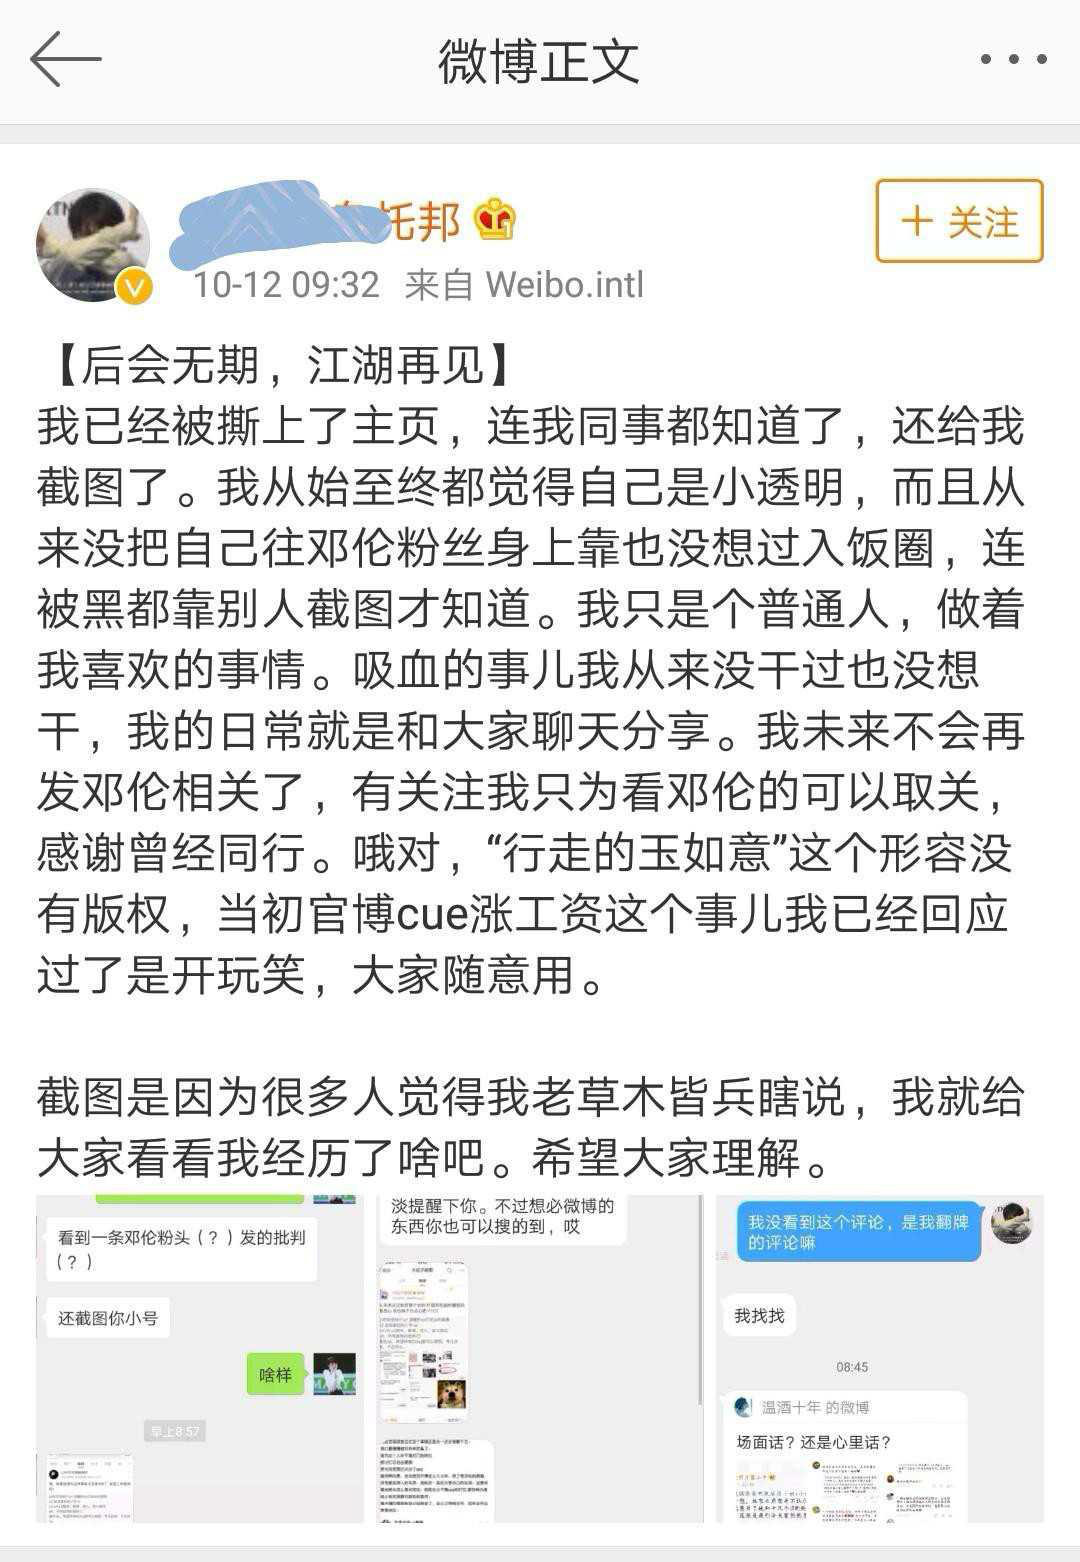 微博正文
托邦
+ 关注
10-12 09:32 来自 Weibo.intl
【后会无期，江湖再见】
我已经被撕上了主页，连我同事都知道了，还给我
截图了。我从始至终都觉得自己是小透明，而且从
来没把自己往邓伦粉丝身上靠也没想过入饭圈，连
被黑都靠别人截图才知道。我只是个普通人，做着
我喜欢的事情。吸血的事儿我从来没干过也没想
干，我的日常就是和大家聊天分享。我未来不会再
发邓伦相关了，有关注我只为看邓伦的可以取关，
感谢曾经同行。哦对，“行走的玉如意”这个形容没
有版权，当初官博cue涨工资这个事儿我已经回应
过了是开玩笑，大家随意用。
截图是因为很多人觉得我老草木皆兵瞎说，我就给
大家看看我经历了啥吧。希望大家理解。
看到一条邓伦粉头（？）发的批判
（？）
还截图你小号
啥样
早上8:57
淡提醒下你。不过想必微博的
东西你也可以搜的到，哎
我没看到这个评论，是我翻牌
的评论嘛
我找找
08:45
温酒十年 的微博
场面话？还是心里话？